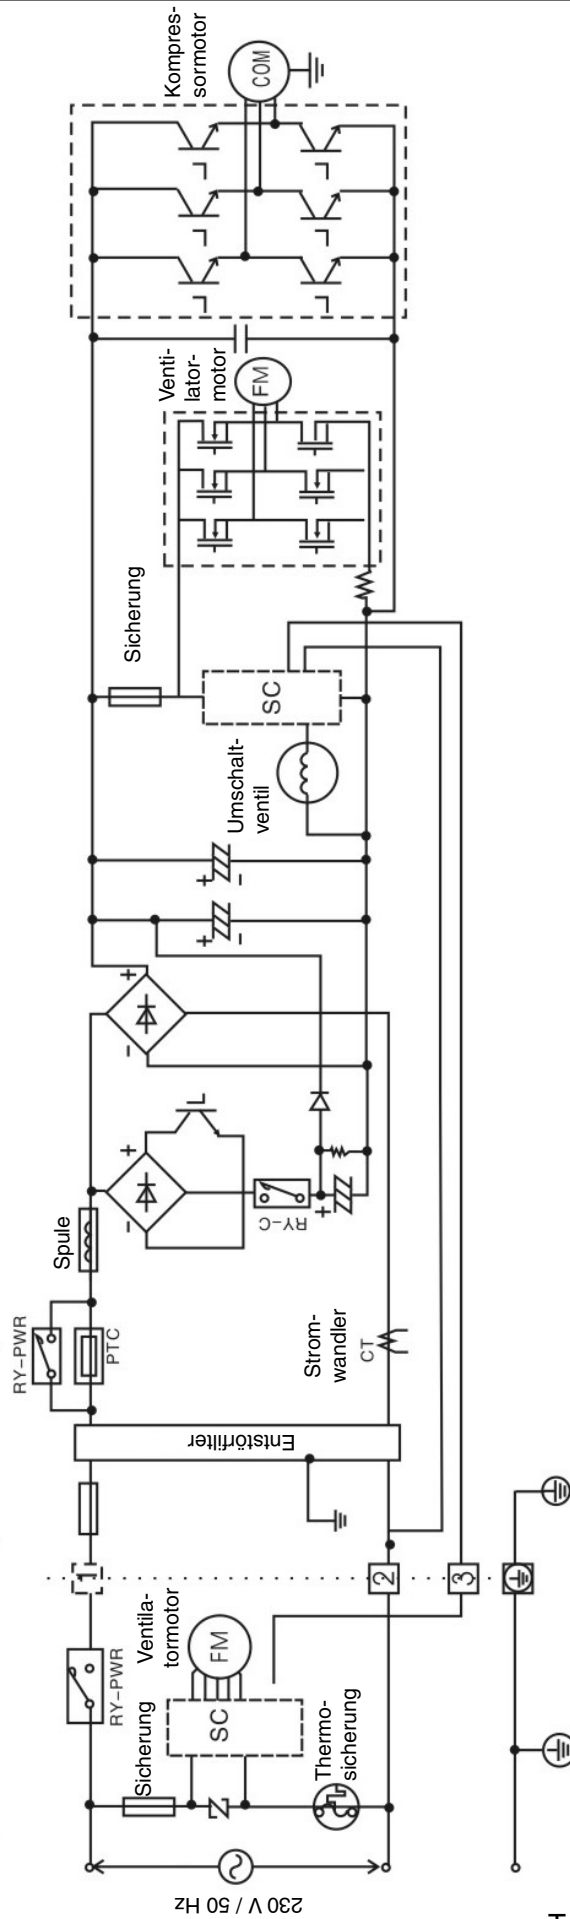 Kompres-
sormotor
COM
Venti-
lator-
motor
FM
Sicherung
SC
Umschalt-
ventil
+
-
+
-
+
-
+
-
+
RY-C
Spule
RY-PWR
PTC
Strom-
wandler
CT
Entstörfilter
1
2
3
RY-PWR
Ventila-
tormotor
FM
SC
Sicherung
Thermo-
sicherung
230 V / 50 Hz